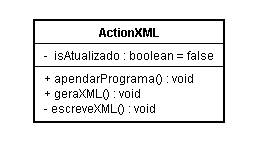 ActionXML
- isAtualizado : boolean = false
+ apendarPrograma() : void
+ geraXML() : void
- escreveXML() : void